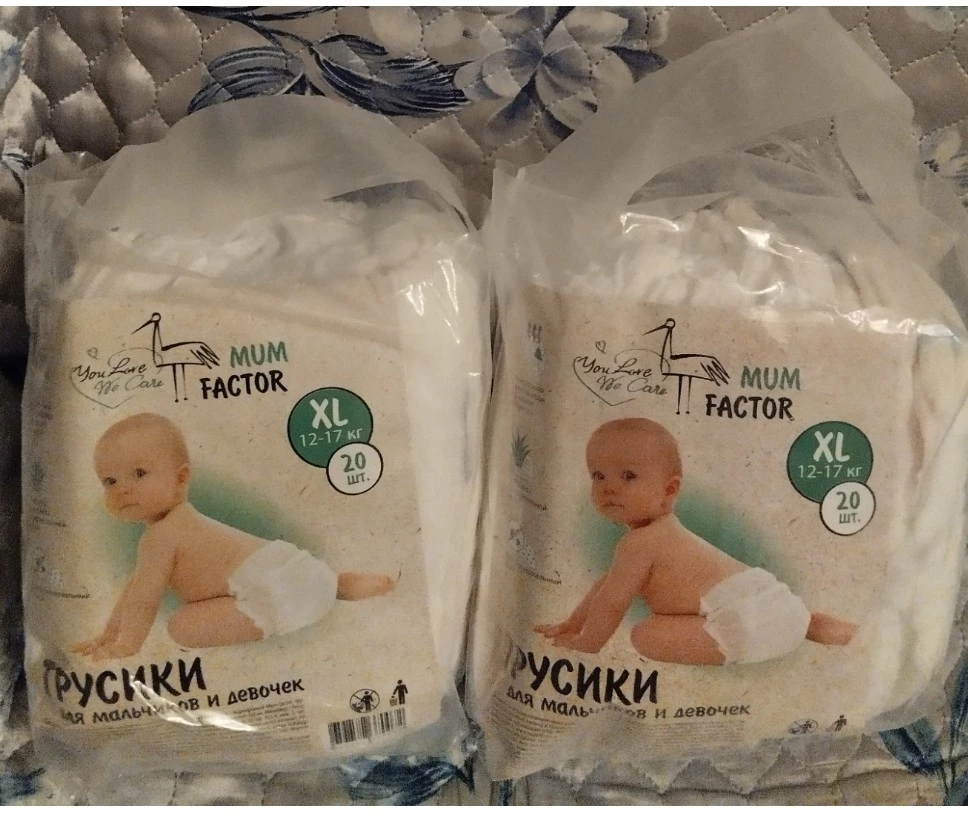 You Love
We Care
MUM
FACTOR
XL
12-17 кг
20
шт.
ТРУСИКИ
для мальчиков и девочек
You Love
We Care
MUM
FACTOR
XL
12-17 кг
20
шт.
ТРУСИКИ
для мальчиков и девочек